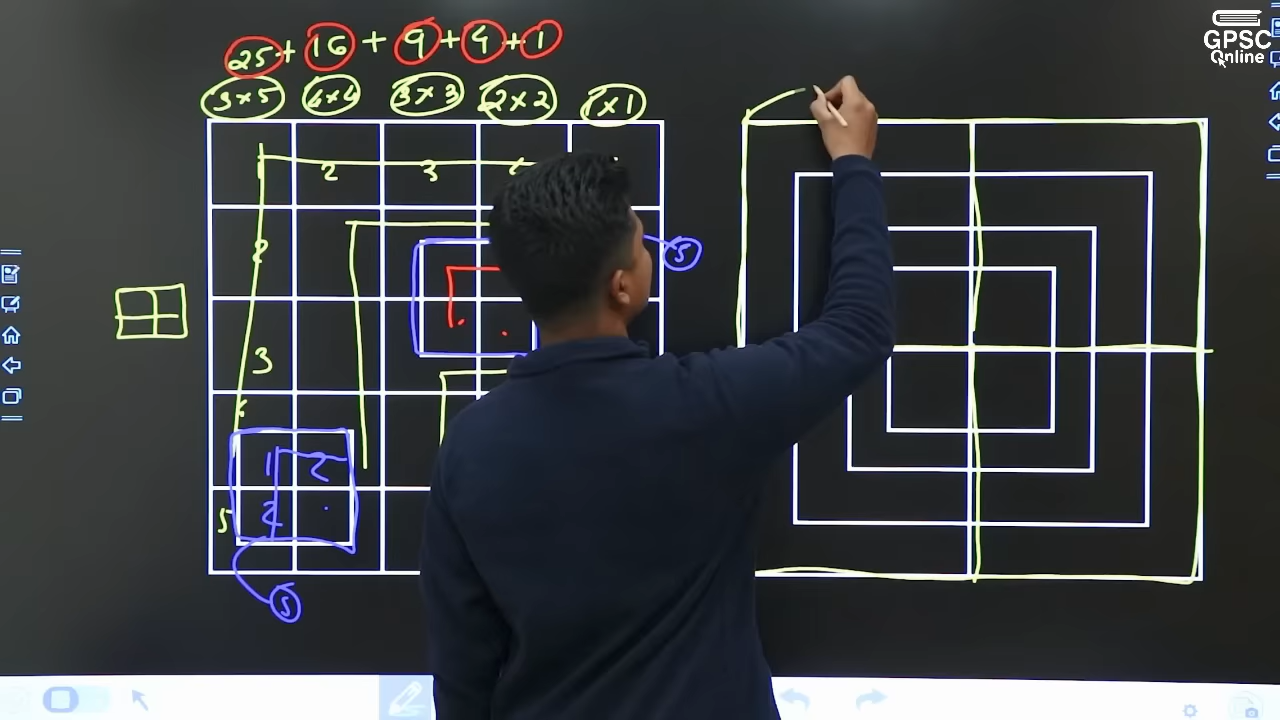 GPSC
Online
25+ 16 + 9 + 4 + 1
5×5 4×4 3×3 2×2 1×1
1 2 3
2
5
3
1 2
2
5
5